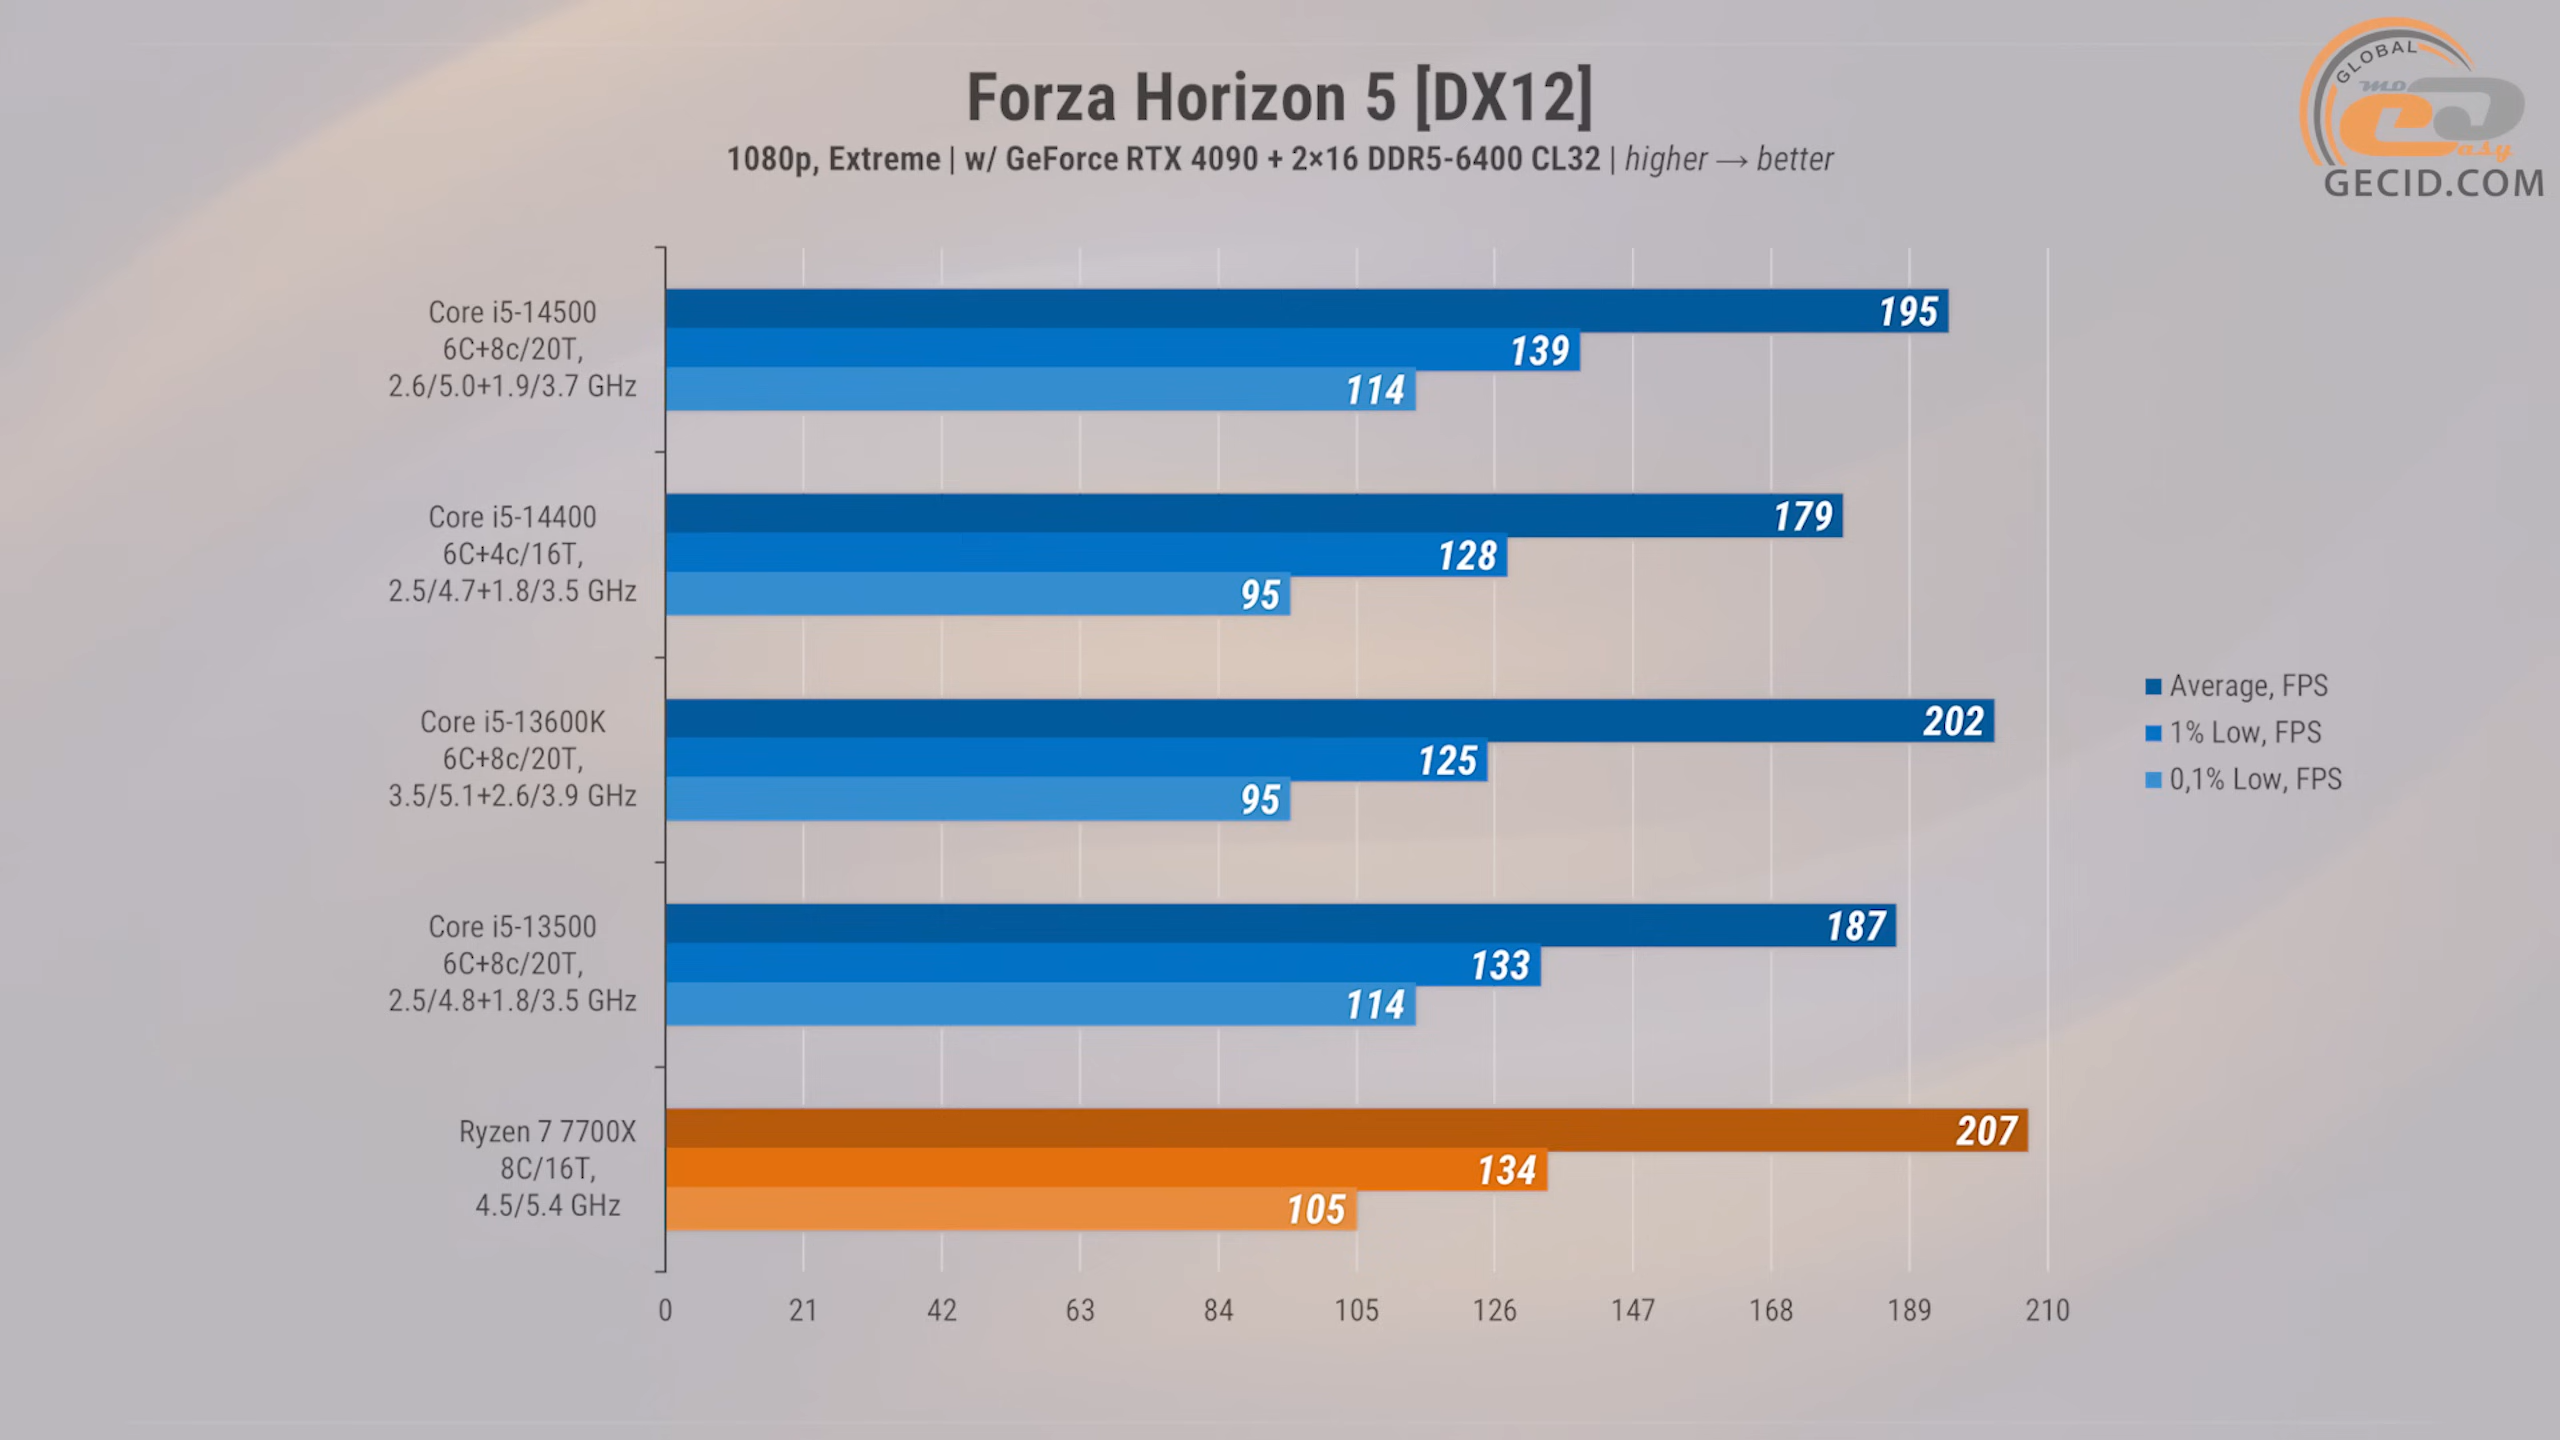 GLOBAL
mo
easy
GECID.COM
Forza Horizon 5 [DX12]
1080p, Extreme | w/ GeForce RTX 4090 + 2×16 DDR5-6400 CL32 | higher → better
Core i5-14500
6C+8c/20T,
2.6/5.0+1.9/3.7 GHz
195
139
114
Core i5-14400
6C+4c/16T,
2.5/4.7+1.8/3.5 GHz
179
128
95
Core i5-13600K
6C+8c/20T,
3.5/5.1+2.6/3.9 GHz
202
125
95
Core i5-13500
6C+8c/20T,
2.5/4.8+1.8/3.5 GHz
187
133
114
Ryzen 7 7700X
8C/16T,
4.5/5.4 GHz
207
134
105
0 21 42 63 84 105 126 147 168 189 210
Average, FPS
1% Low, FPS
0,1% Low, FPS